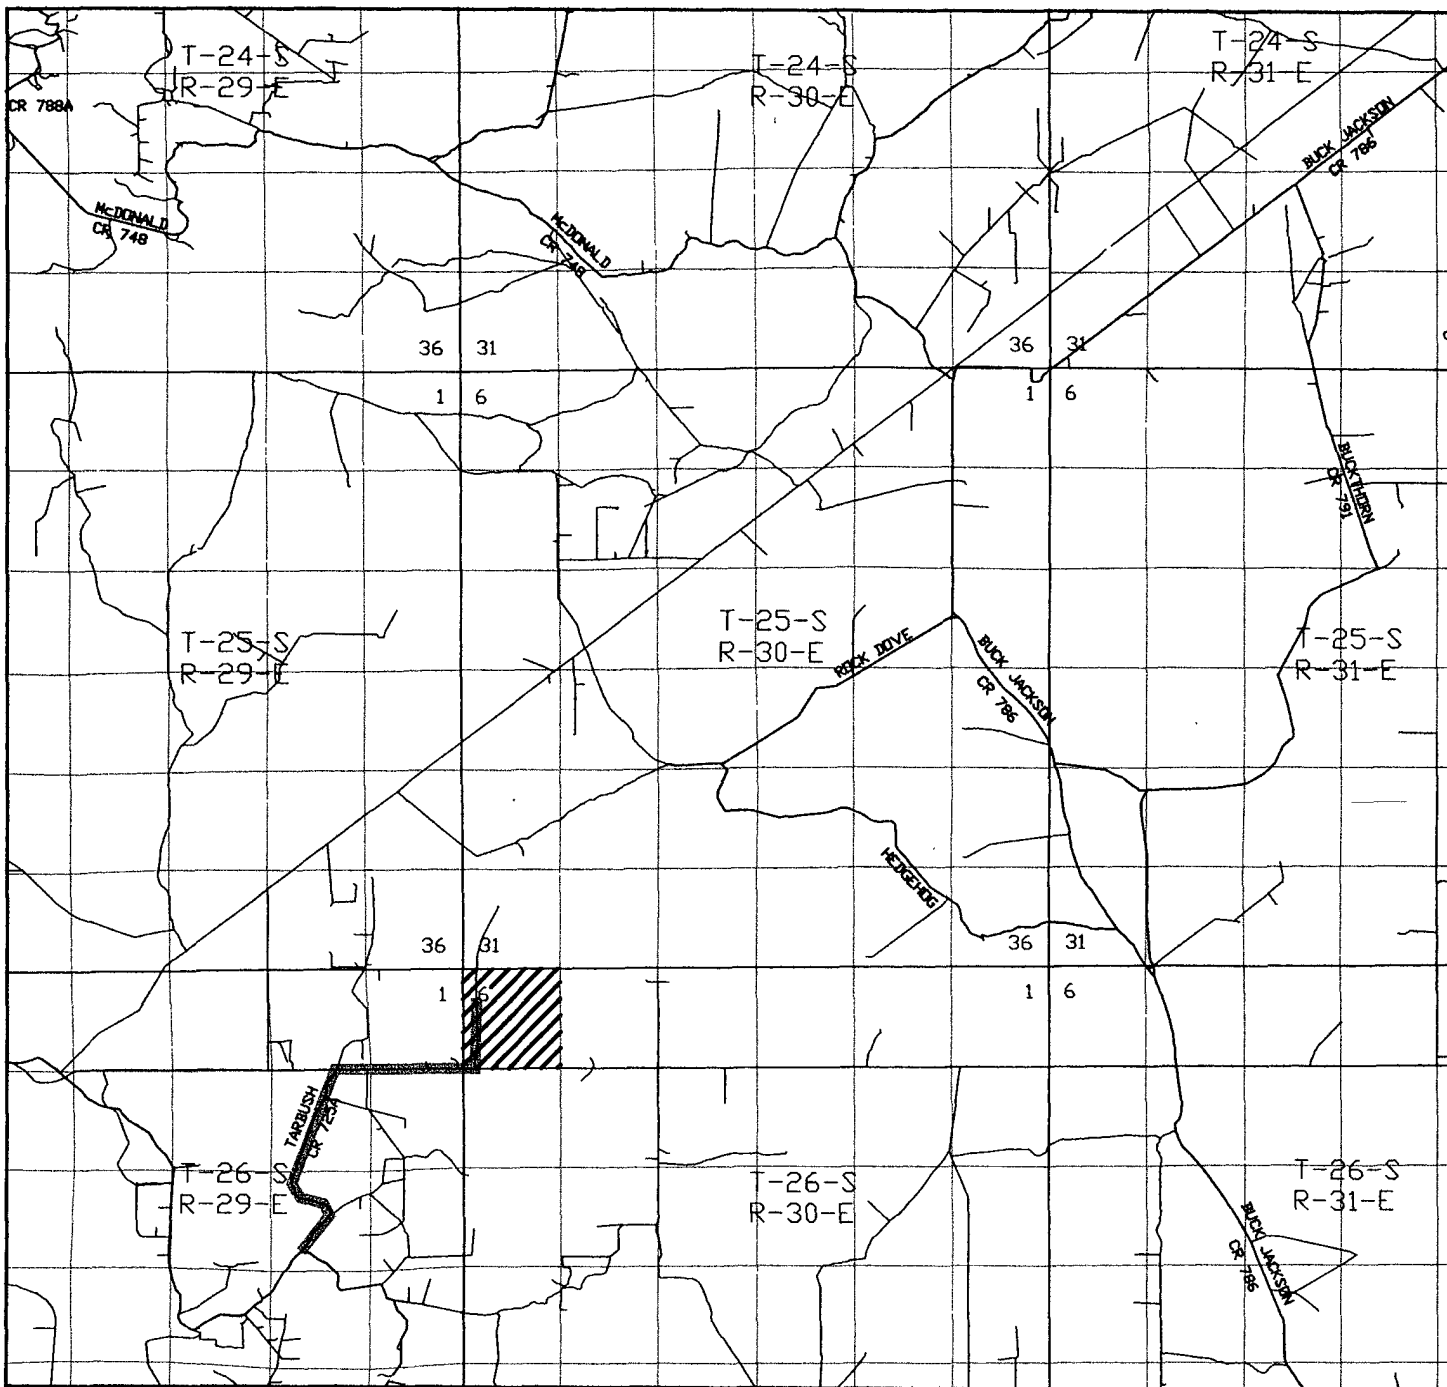 T-24-S
R-29-E
T-24-S
R-30-E
T-24-S
R-31-E
CR 788A
BUCK JACKSON
CR 786
McDONALD
CR 748
McDONALD
CR 748
36 31
1 6
36 31
1 6
BUCKTHORN
CR 791
T-25-S
R-29-E
T-25-S
R-30-E
T-25-S
R-31-E
ROCK DOVE
BUCK JACKSON
CR 786
HEDGEHOG
36 31
1 6
36 31
1 6
TARBUSH
CR 725A
T-26-S
R-29-E
T-26-S
R-30-E
T-26-S
R-31-E
BUCK JACKSON
CR 786